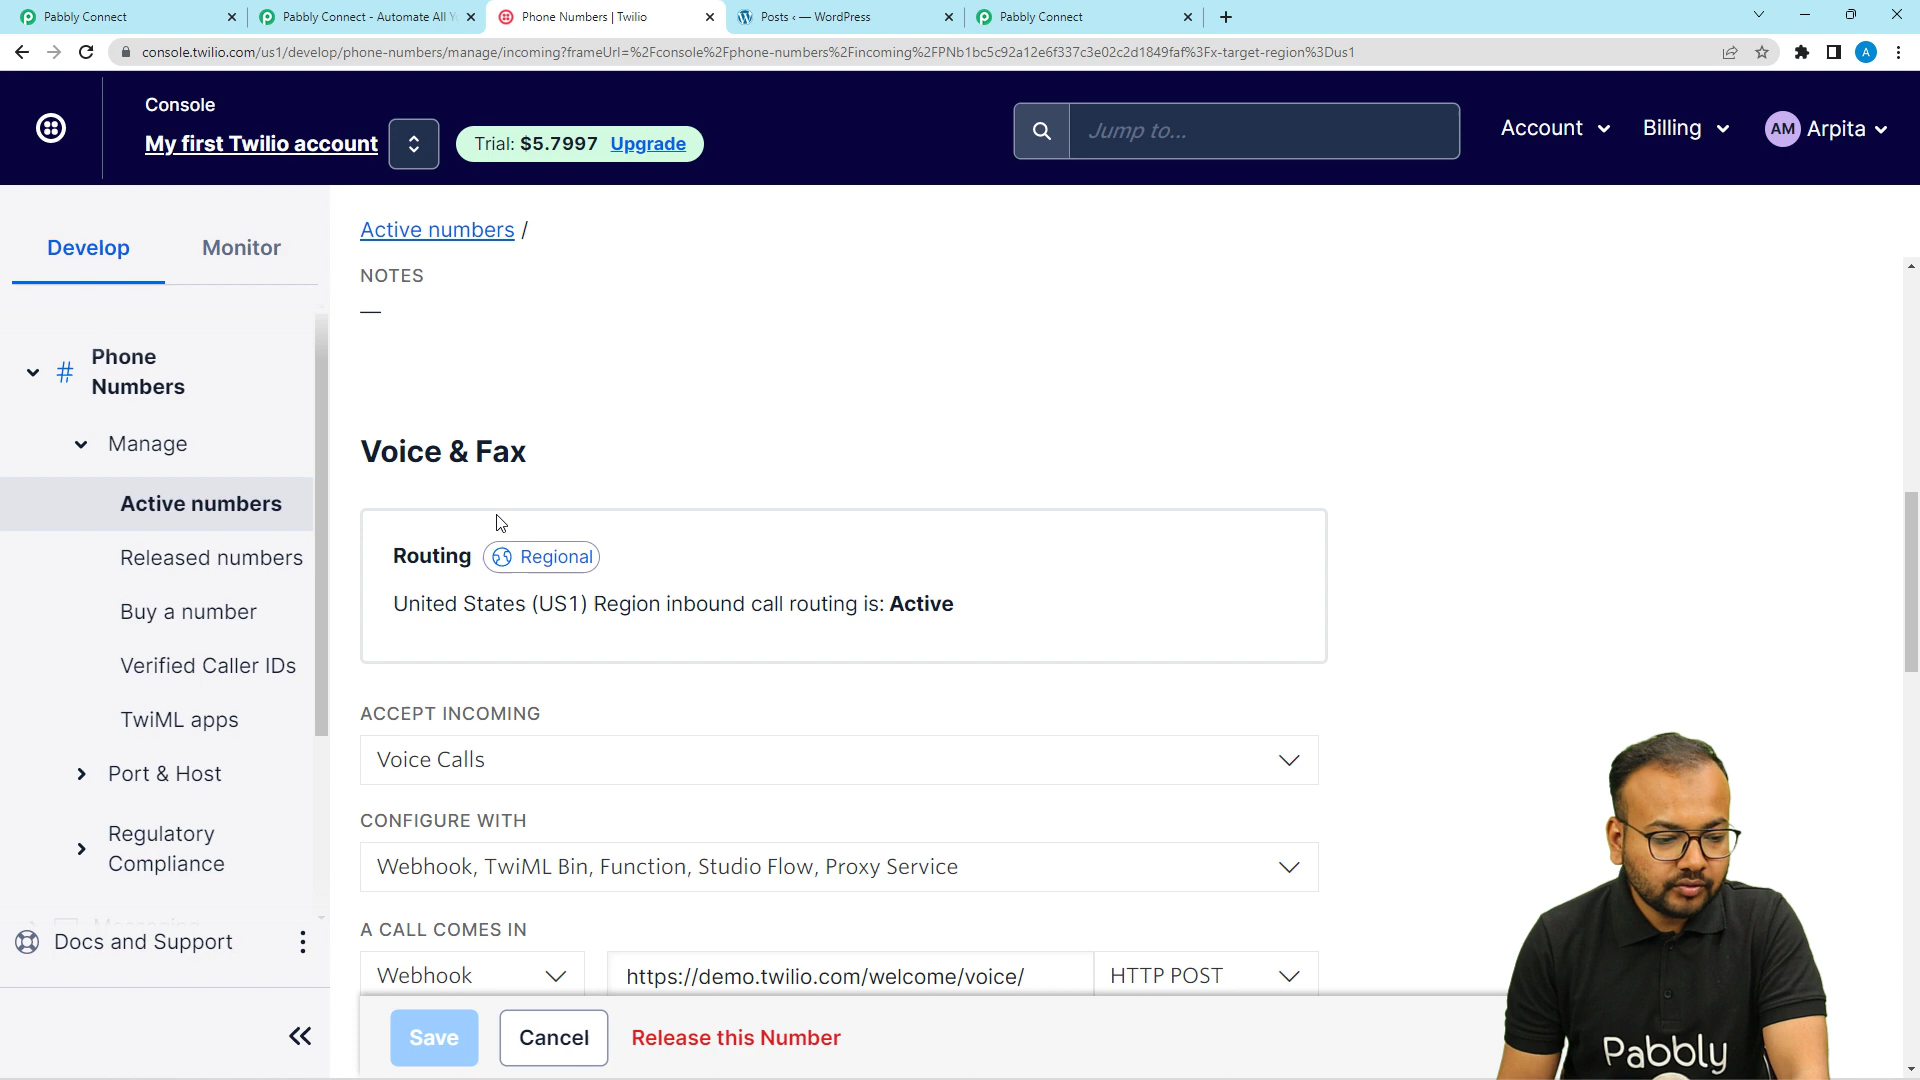 Pabbly Connect
Pabbly Connect - Automate All Y
Phone Numbers | Twilio
Posts ‹ — WordPress
Pabbly Connect
console.twilio.com/us1/develop/phone-numbers/manage/incoming?frameUrl=%2Fconsole%2Fphone-numbers%2Fincoming%2FPNb1bc5c92a12e6f337c3e02c2d1849faf%3Fx-target-region%3Dus1
A
Console
My first Twilio account
Trial: $5.7997 Upgrade
Jump to...
Account
Billing
AM Arpita
Develop
Monitor
Phone
Numbers
Manage
Active numbers
Released numbers
Buy a number
Verified Caller IDs
TwiML apps
Port & Host
Regulatory
Compliance
Messaging
Docs and Support
Active numbers /
NOTES
—
Voice & Fax
Routing Regional
United States (US1) Region inbound call routing is: Active
ACCEPT INCOMING
Voice Calls
CONFIGURE WITH
Webhook, TwiML Bin, Function, Studio Flow, Proxy Service
A CALL COMES IN
Webhook
https://demo.twilio.com/welcome/voice/
HTTP POST
Save
Cancel
Release this Number
Pabbly